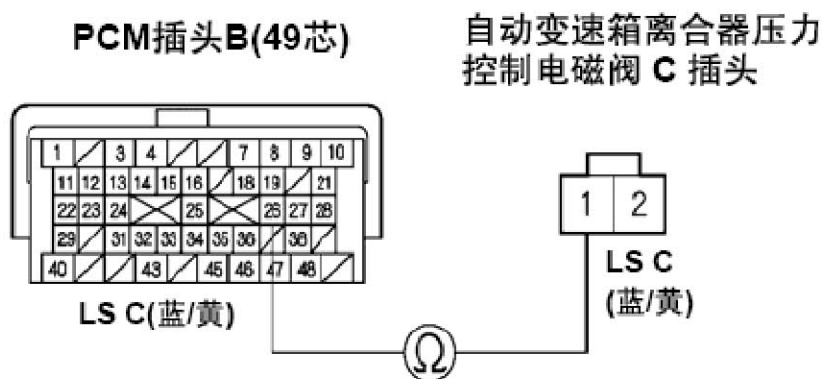 PCM插头B(49芯)
自动变速箱离合器压力
控制电磁阀 C 插头
1 3 4 7 8 9 10
11 12 13 14 15 16 18 19 21
22 23 24 25 26 27 28
29 31 32 33 34 35 36 38
40 43 45 46 47 48
1 2
LS C(蓝/黄)
LS C
(蓝/黄)
Ω